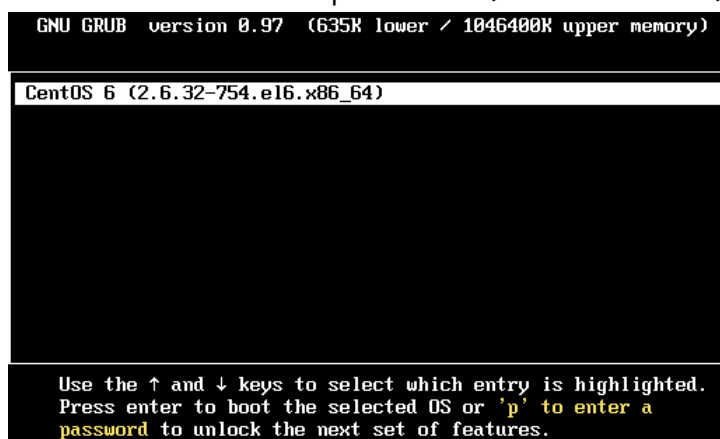 GNU GRUB version 0.97 (635K lower / 1046400K upper memory)
CentOS 6 (2.6.32-754.el6.x86_64)
Use the ↑ and ↓ keys to select which entry is highlighted.
Press enter to boot the selected OS or 'p' to enter a
password to unlock the next set of features.